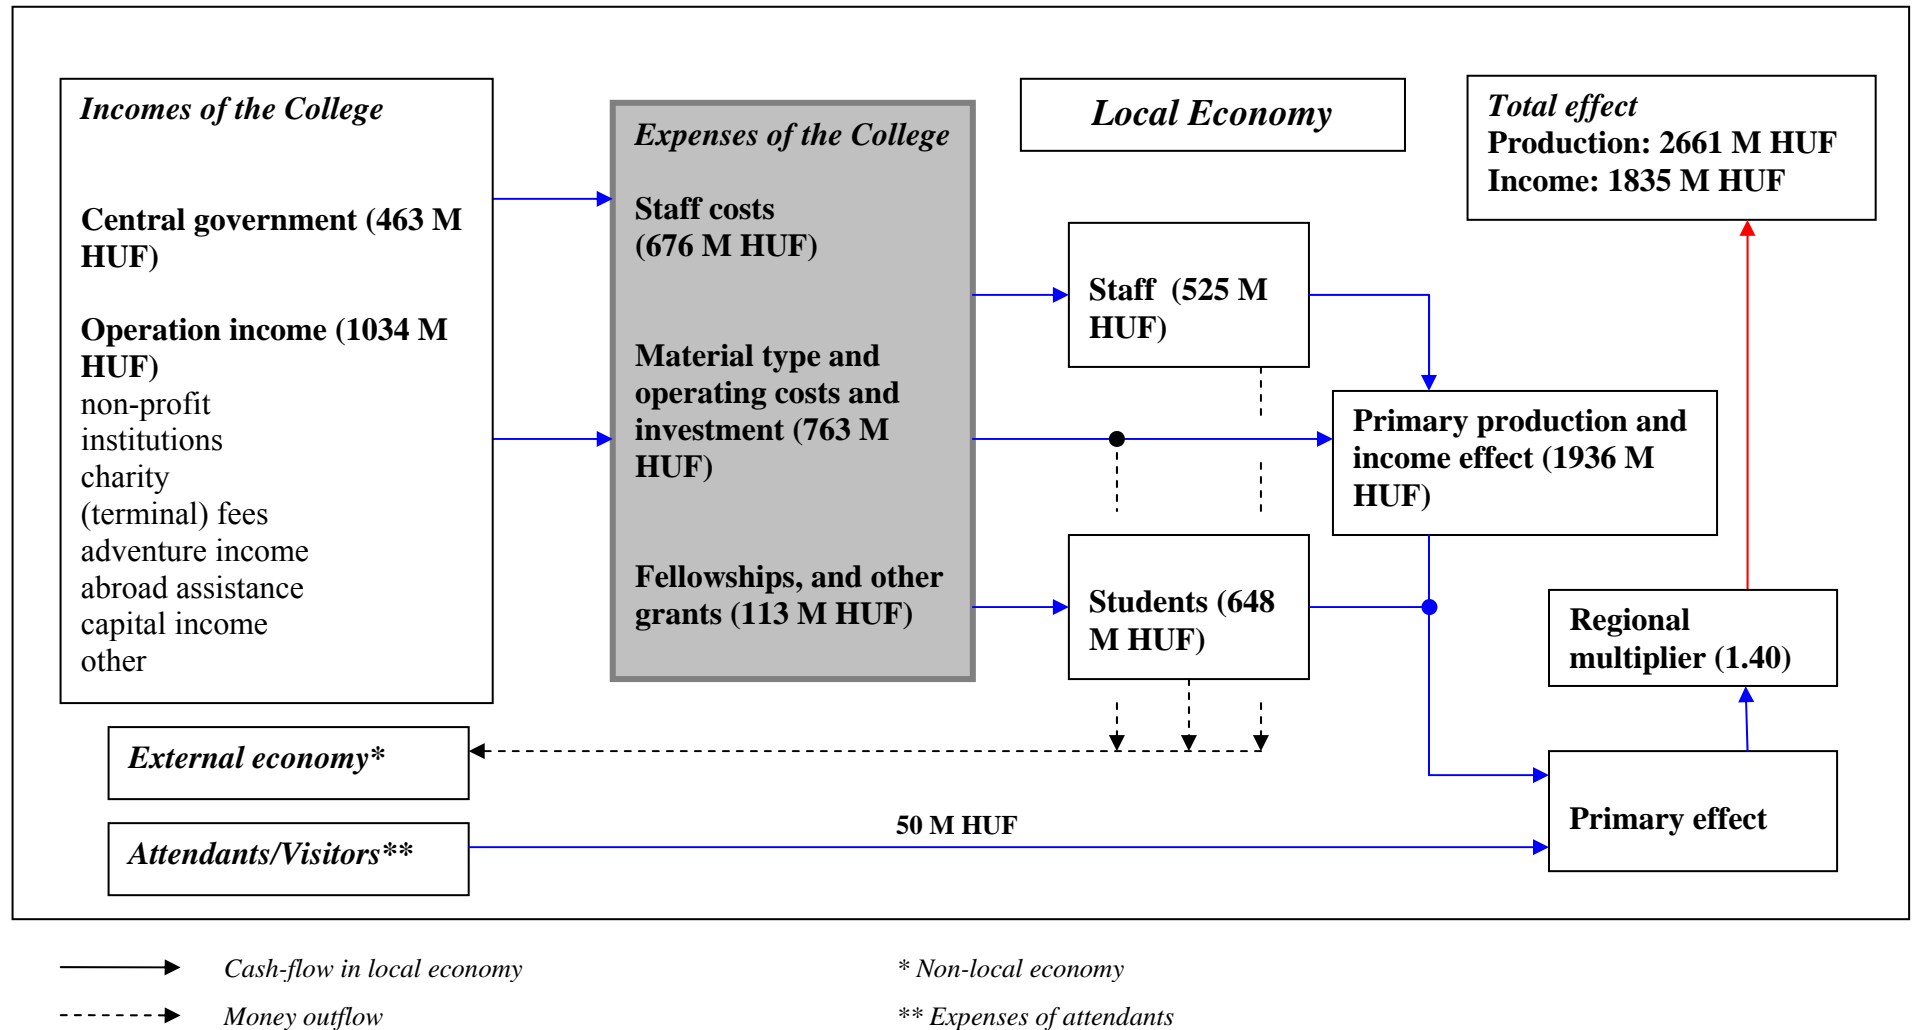 Incomes of the College
Central government (463 M
HUF)
Operation income (1034 M
HUF)
non-profit
institutions
charity
(terminal) fees
adventure income
abroad assistance
capital income
other
Expenses of the College
Staff costs
(676 M HUF)
Material type and
operating costs and
investment (763 M
HUF)
Fellowships, and other
grants (113 M HUF)
Local Economy
Staff (525 M
HUF)
Students (648
M HUF)
Total effect
Production: 2661 M HUF
Income: 1835 M HUF
Primary production and
income effect (1936 M
HUF)
Regional
multiplier (1.40)
Primary effect
External economy*
Attendants/Visitors**
50 M HUF
Cash-flow in local economy
* Non-local economy
Money outflow
** Expenses of attendants